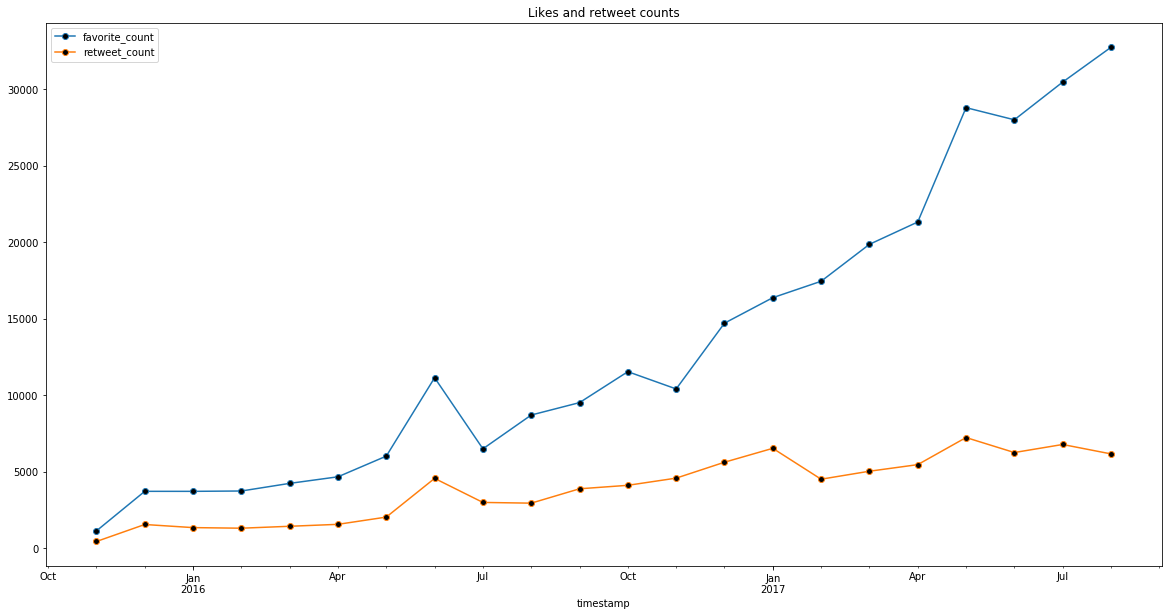 Likes and retweet counts
favorite_count
retweet_count
30000
25000
20000
15000
10000
5000
0
Oct
Jan
2016
Apr
Jul
Oct
Jan
2017
Apr
Jul
timestamp